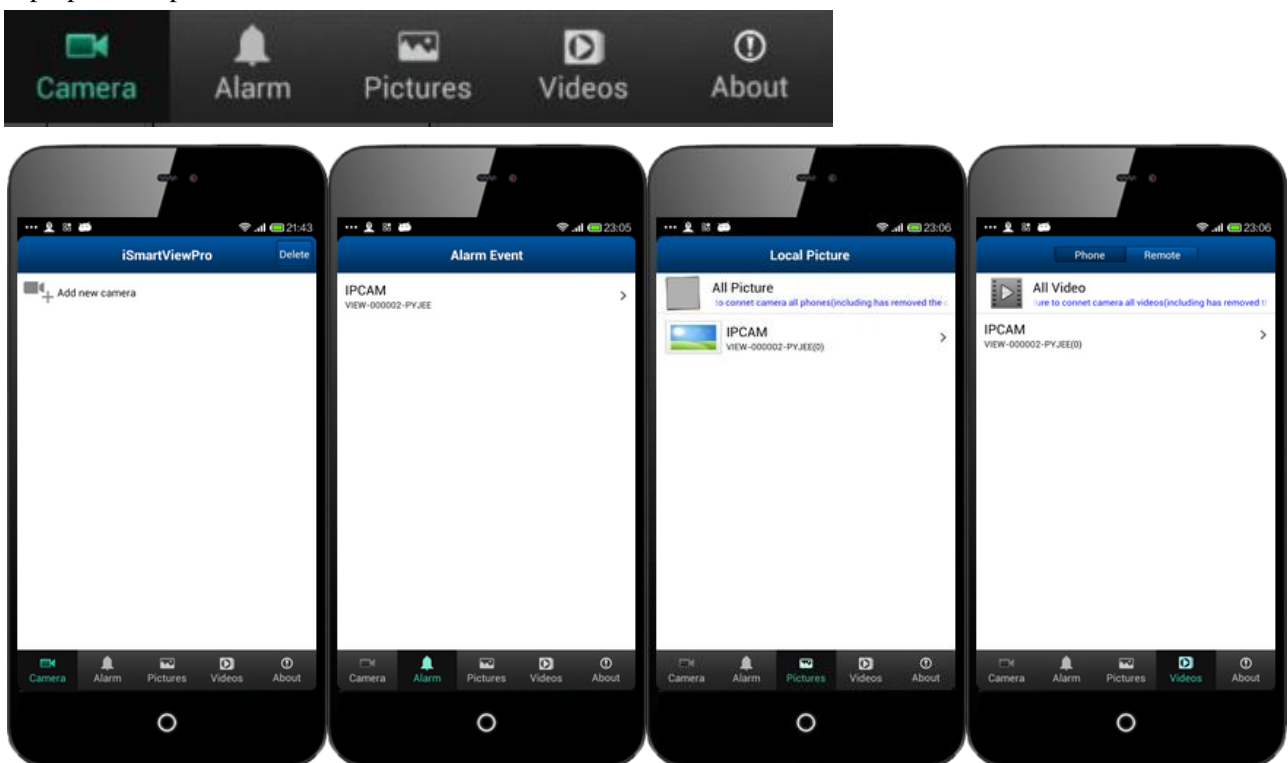 Camera Alarm Pictures Videos About
21:43
iSmartViewPro Delete
Add new camera
Camera Alarm Pictures Videos About
23:05
Alarm Event
IPCAM
VIEW-000002-PYJEE
Camera Alarm Pictures Videos About
23:06
Local Picture
All Picture
to connet camera all phones(including has removed the
IPCAM
VIEW-000002-PYJEE(0)
Camera Alarm Pictures Videos About
23:06
Phone Remote
All Video
ure to connet camera all videos(including has removed
IPCAM
VIEW-000002-PYJEE(0)
Camera Alarm Pictures Videos About